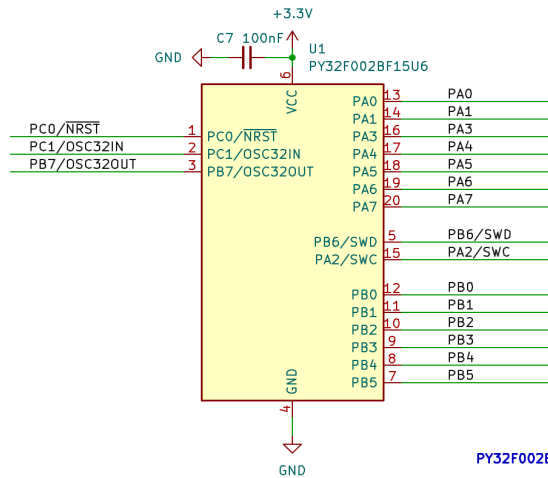 +3.3V
C7 100nF
GND
U1
PY32F002BF15U6
6
VCC
13 PA0 PA0
14 PA1 PA1
PC0/NRST 1 PC0/NRST
16 PA3 PA3
PC1/OSC32IN 2 PC1/OSC32IN
17 PA4 PA4
PB7/OSC32OUT 3 PB7/OSC32OUT
18 PA5 PA5
19 PA6 PA6
20 PA7 PA7
PB6/SWD 5 PB6/SWD
PA2/SWC 15 PA2/SWC
PB0 12 PB0
PB1 11 PB1
PB2 10 PB2
PB3 9 PB3
PB4 8 PB4
PB5 7 PB5
GND
4
GND
PY32F002B